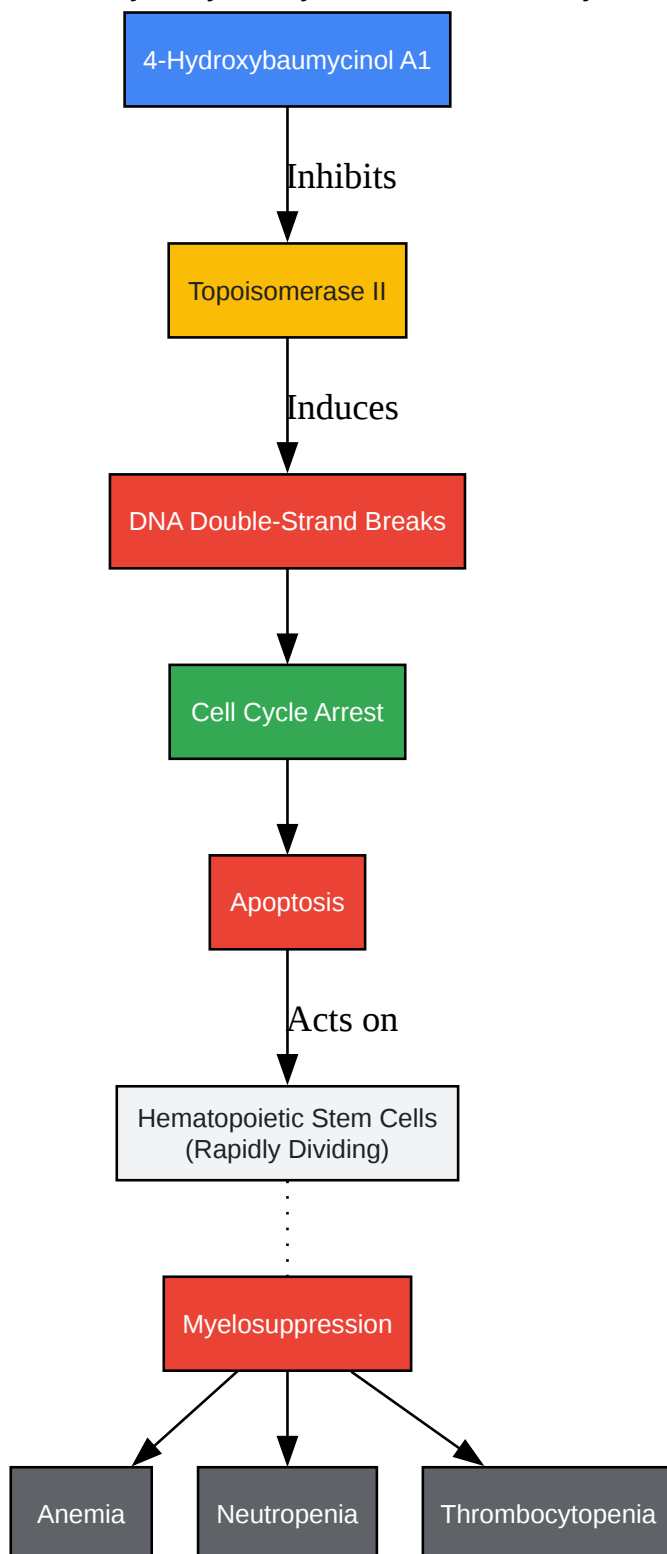 4-Hydroxybaumycinol A1
Inhibits
Topoisomerase II
Induces
DNA Double-Strand Breaks
Cell Cycle Arrest
Apoptosis
Acts on
Hematopoietic Stem Cells
(Rapidly Dividing)
Myelosuppression
Anemia
Neutropenia
Thrombocytopenia